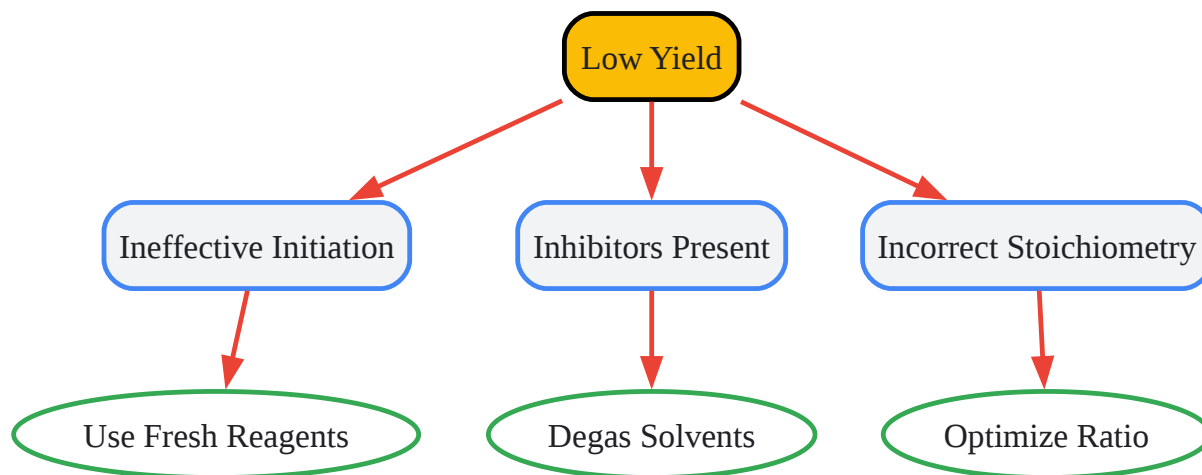 Low Yield
Ineffective Initiation
Inhibitors Present
Incorrect Stoichiometry
Use Fresh Reagents
Degas Solvents
Optimize Ratio